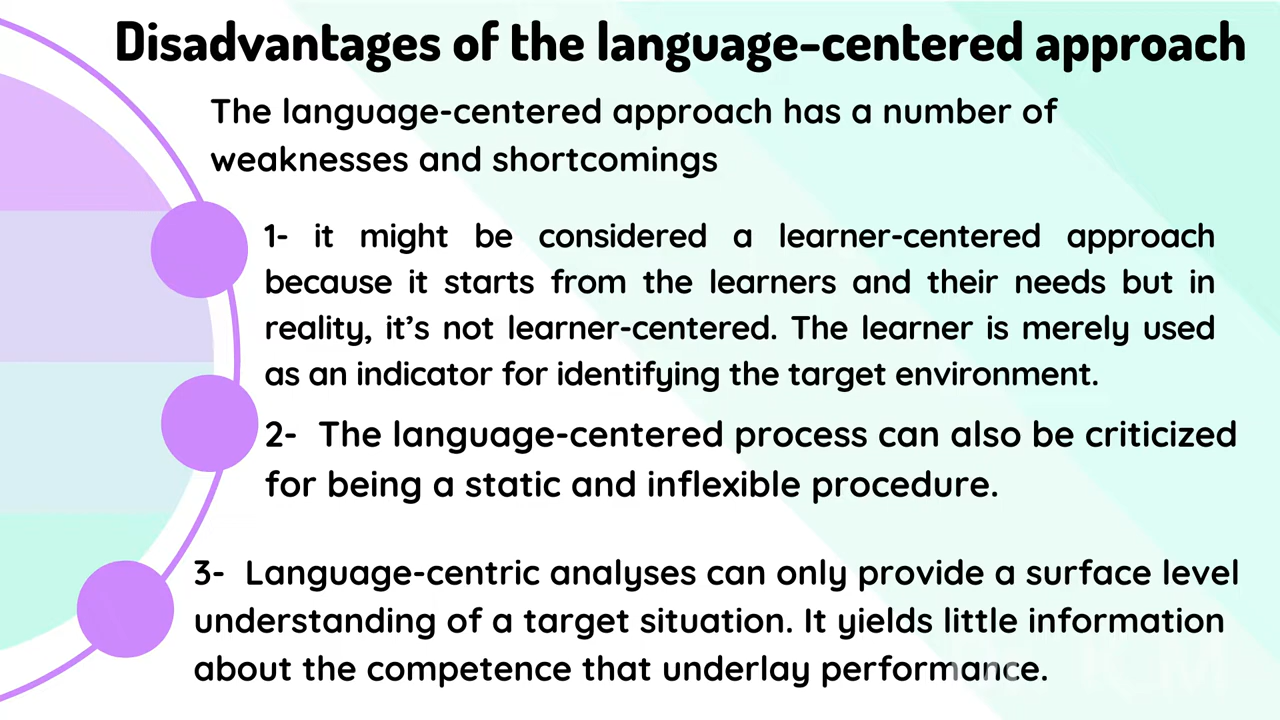 Disadvantages of the language-centered approach
The language-centered approach has a number of
weaknesses and shortcomings
1- it might be considered a learner-centered approach
because it starts from the learners and their needs but in
reality, it's not learner-centered. The learner is merely used
as an indicator for identifying the target environment.
2- The language-centered process can also be criticized
for being a static and inflexible procedure.
3- Language-centric analyses can only provide a surface level
understanding of a target situation. It yields little information
about the competence that underlay performance.